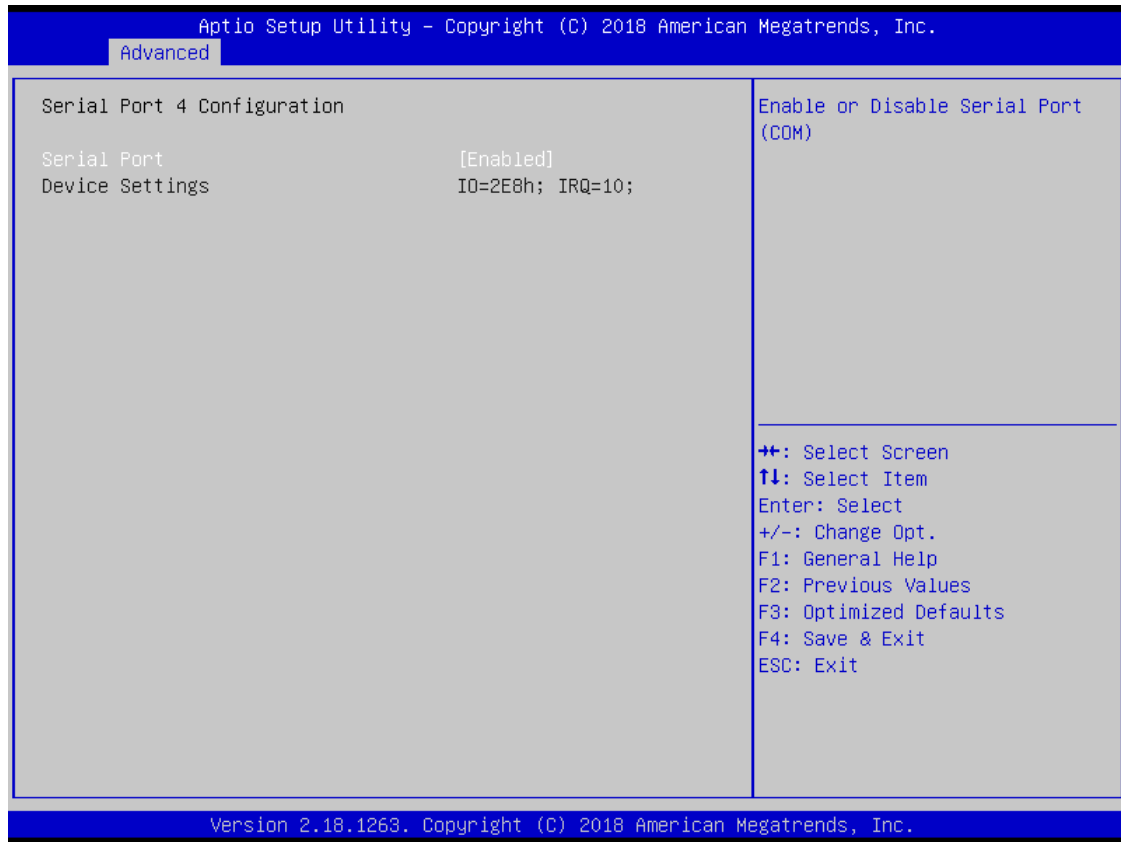 Aptio Setup Utility – Copyright (C) 2018 American Megatrends, Inc.
Advanced
Serial Port 4 Configuration
Serial Port [Enabled]
Device Settings IO=2E8h; IRQ=10;
Enable or Disable Serial Port
(COM)
→←: Select Screen
↑↓: Select Item
Enter: Select
+/-: Change Opt.
F1: General Help
F2: Previous Values
F3: Optimized Defaults
F4: Save & Exit
ESC: Exit
Version 2.18.1263. Copyright (C) 2018 American Megatrends, Inc.